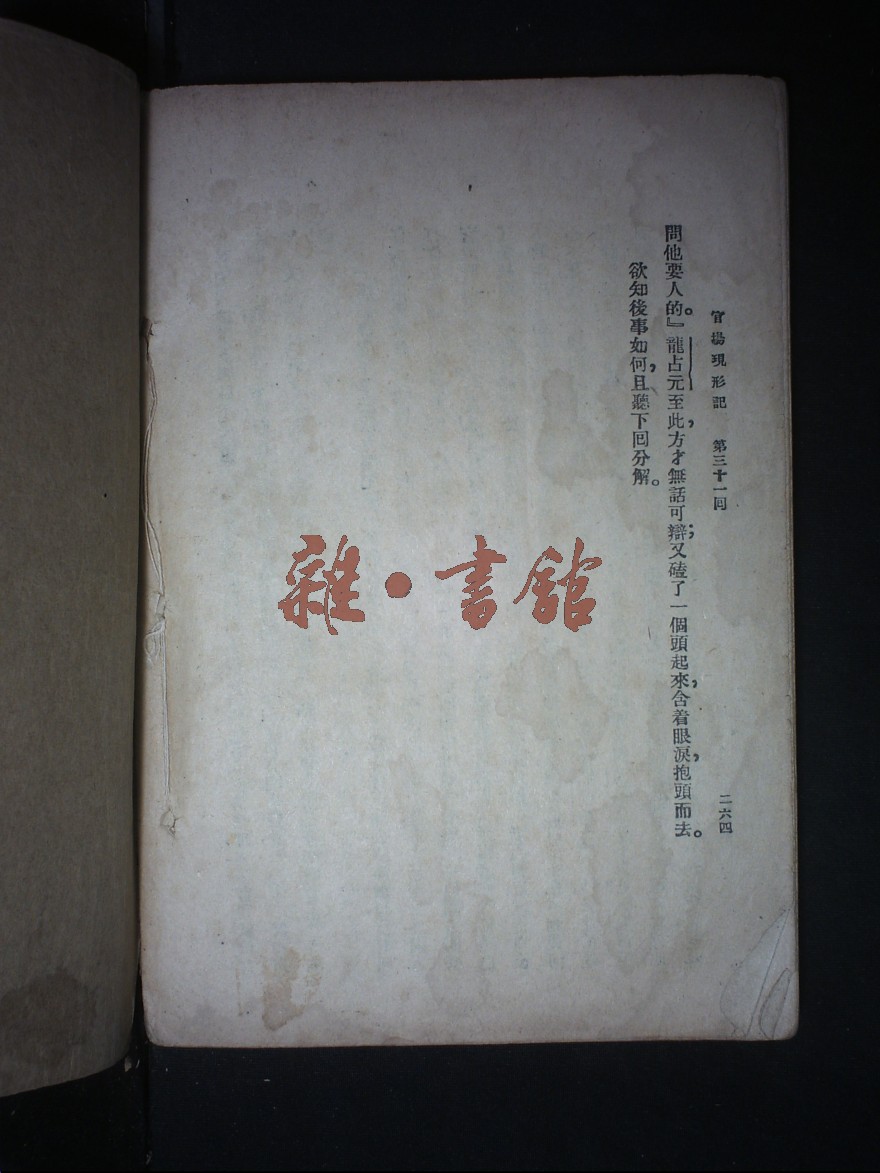 官場現形記　第三十一回　二六四
問他要人的。』龍占元至此，方才無話可辯；又磕了一個頭起來，含着眼淚，抱頭而去。
欲知後事如何，且聽下回分解。
雜·書館